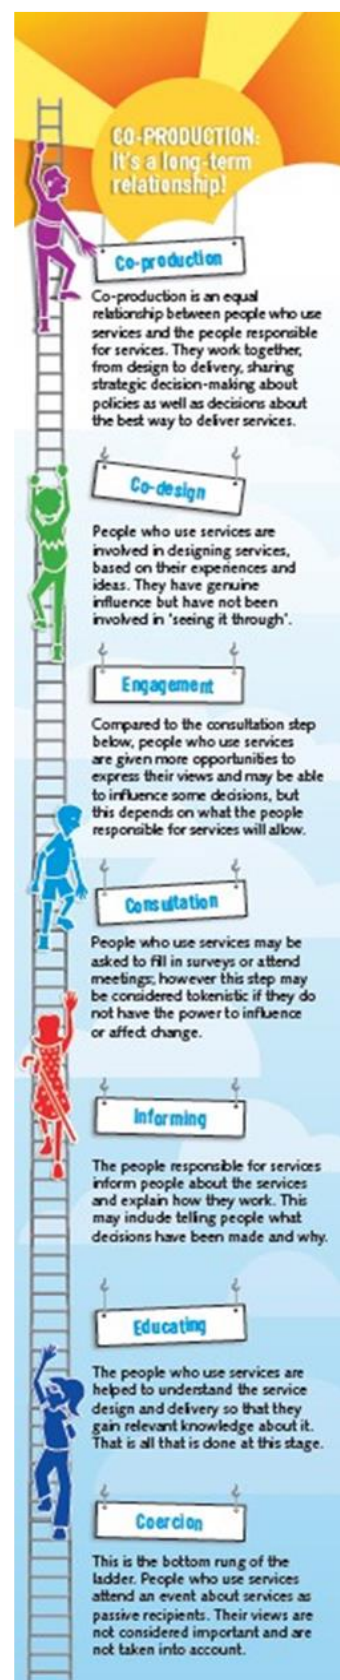 CO-PRODUCTION:
It's a long-term
relationship!
Co-production
Co-production is an equal
relationship between people who use
services and the people responsible
for services. They work together,
from design to delivery, sharing
strategic decision-making about
policies as well as decisions about
the best way to deliver services.
Co-design
People who use services are
involved in designing services,
based on their experiences and
ideas. They have genuine
influence but have not been
involved in 'seeing it through'.
Engagement
Compared to the consultation step
below, people who use services
are given more opportunities to
express their views and may be able
to influence some decisions, but
this depends on what the people
responsible for services will allow.
Consultation
People who use services may be
asked to fill in surveys or attend
meetings; however this step may
be considered tokenistic if they do
not have the power to influence
or affect change.
Informing
The people responsible for services
inform people about the services
and explain how they work. This
may include telling people what
decisions have been made and why.
Educating
The people who use services are
helped to understand the service
design and delivery so that they
gain relevant knowledge about it.
That is all that is done at this stage.
Coercion
This is the bottom rung of the
ladder. People who use services
attend an event about services as
passive recipients. Their views are
not considered important and are
not taken into account.